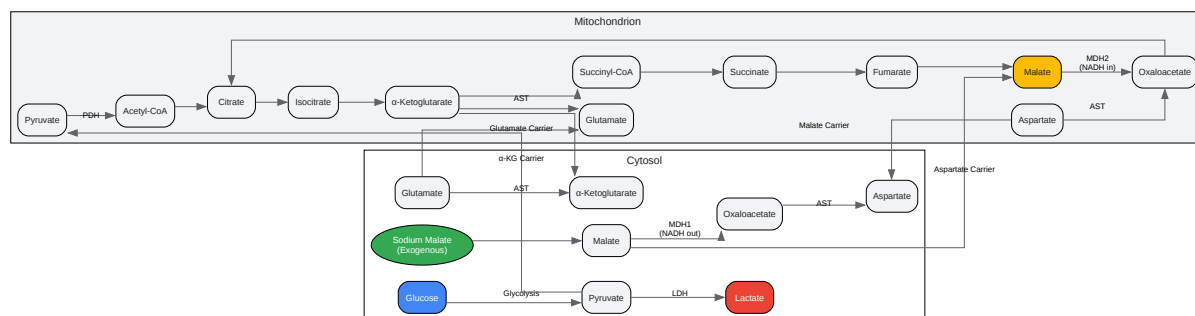 Mitochondrion
Pyruvate
PDH
Acetyl-CoA
Citrate
Isocitrate
α-Ketoglutarate
AST
Succinyl-CoA
Glutamate
Succinate
Fumarate
Malate
MDH2
(NADH in)
Oxaloacetate
Aspartate
AST
Glutamate Carrier
Malate Carrier
α-KG Carrier
Aspartate Carrier
Cytosol
Glutamate
AST
α-Ketoglutarate
Aspartate
Sodium Malate
(Exogenous)
Malate
MDH1
(NADH out)
Oxaloacetate
AST
Glucose
Glycolysis
Pyruvate
LDH
Lactate